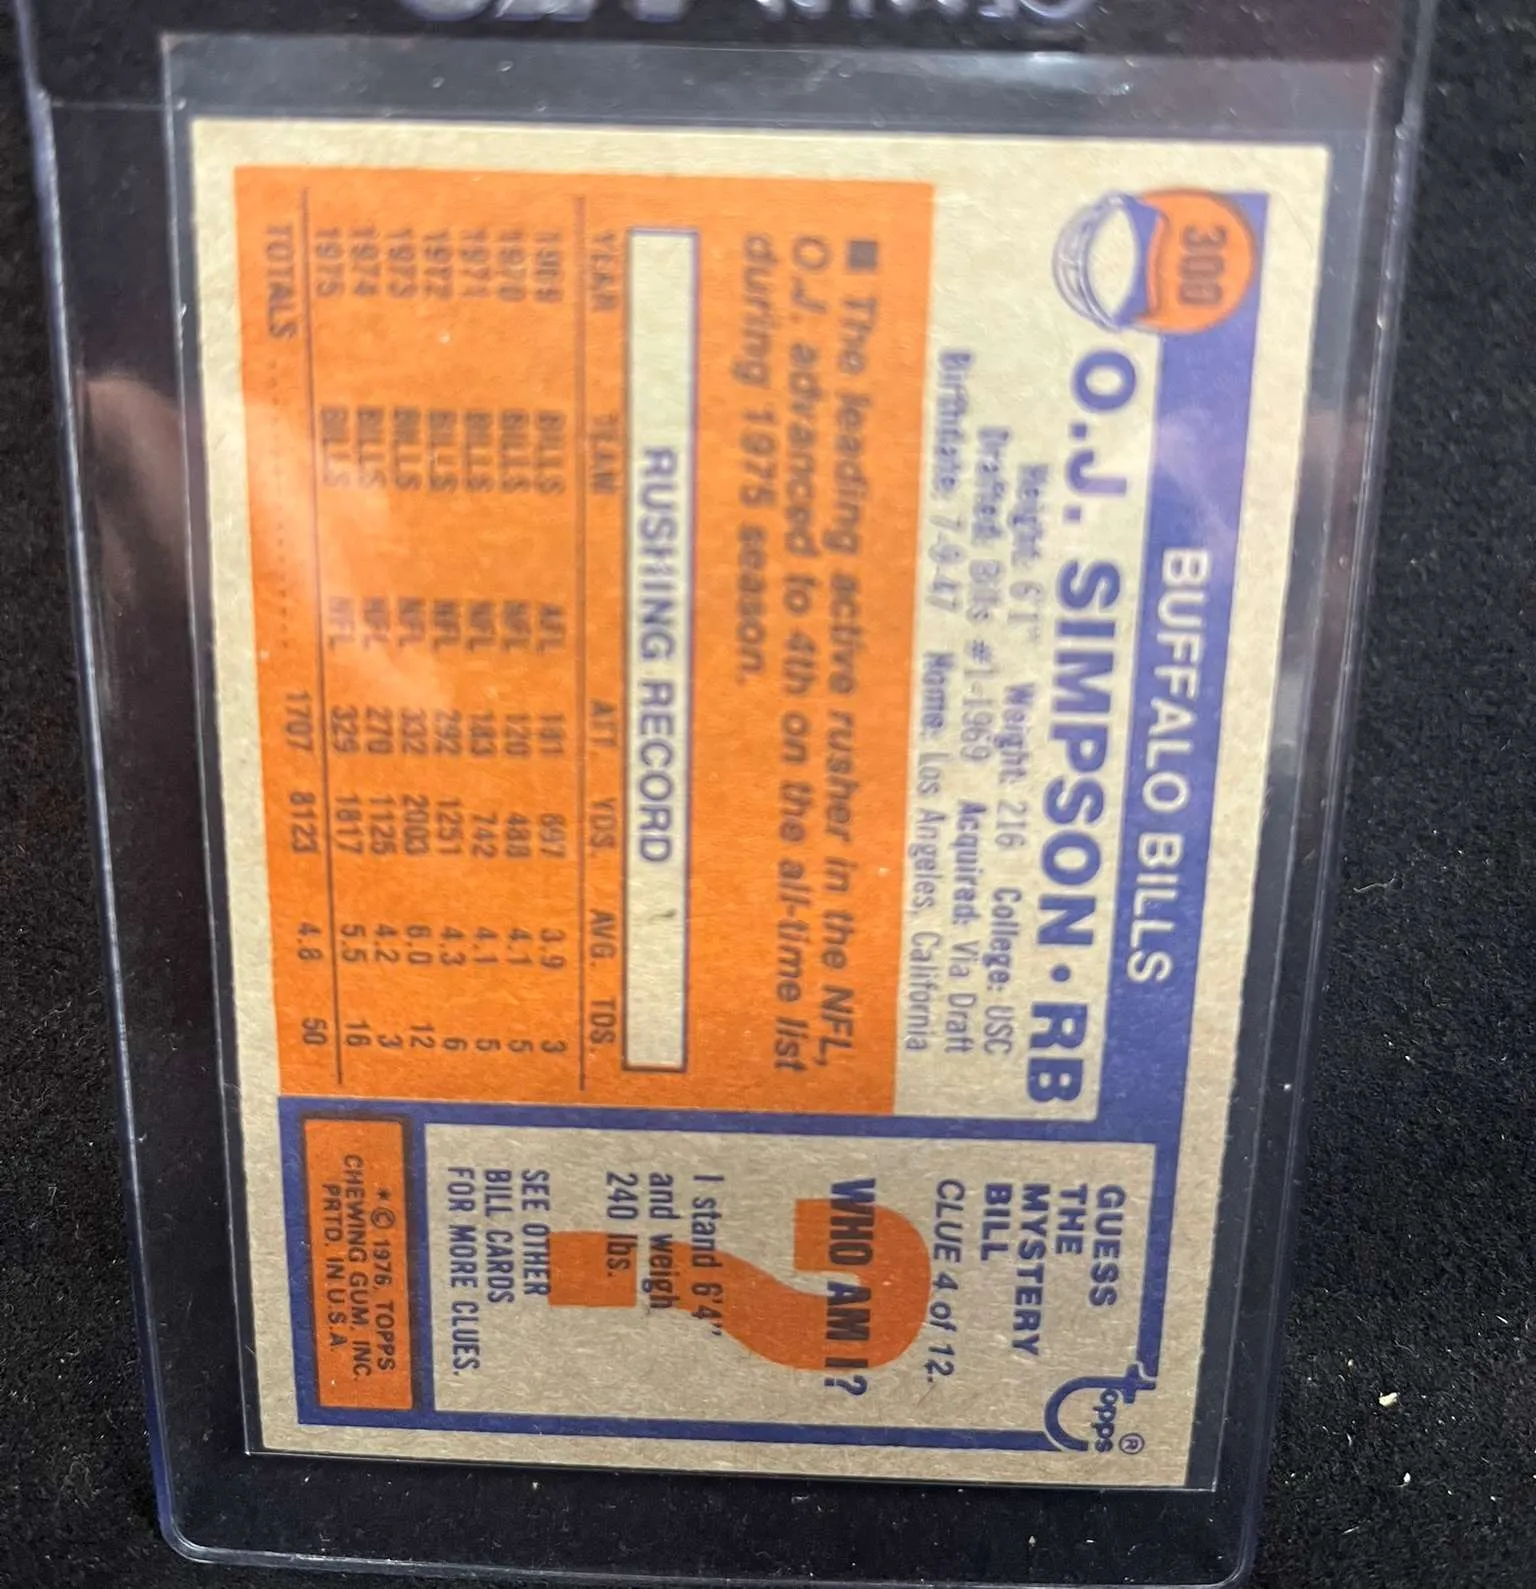 300
BUFFALO BILLS
O.J. SIMPSON • RB
Height: 6'1" Weight: 216 College: USC
Drafted: Bills #1-1969 Acquired: Via Draft
Birthdate: 7-9-47 Home: Los Angeles, California
■ The leading active rusher in the NFL,
O.J. advanced to 4th on the all-time list
during 1975 season.
RUSHING RECORD
YEAR TEAM ATT. YDS. AVG. TDS.
1969 BILLS AFL 181 697 3.9 3
1970 BILLS NFL 120 488 4.1 5
1971 BILLS NFL 183 742 4.1 5
1972 BILLS NFL 292 1251 4.3 6
1973 BILLS NFL 332 2003 6.0 12
1974 BILLS NFL 270 1125 4.2 3
1975 BILLS NFL 329 1817 5.5 16
TOTALS 1707 8123 4.8 50
topps®
GUESS
THE
MYSTERY
BILL
CLUE 4 of 12.
WHO AM I?
I stand 6'4"
and weigh
240 lbs.
SEE OTHER
BILL CARDS
FOR MORE CLUES.
* © 1976, TOPPS
CHEWING GUM, INC.
PRTD. IN U.S.A.